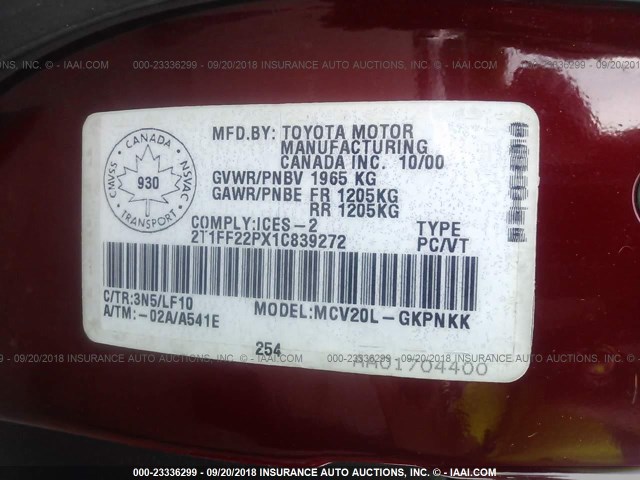 000-23336299 - 09/20/2018 - INSURANCE AUTO AUCTIONS, INC. - IAAI.COM
CANADA
CMVSS
NSVAC
930
TRANSPORT
MFD.BY: TOYOTA MOTOR
MANUFACTURING
CANADA INC. 10/00
GVWR/PNBV 1965 KG
GAWR/PNBE FR 1205KG
RR 1205KG
COMPLY:ICES-2
TYPE
2T1FF22PX1C839272
PC/VT
C/TR:3N5/LF10
A/TM:-02A/A541E
MODEL:MCV20L-GKPNKK
254
AA01704400
000-23336299 - 09/20/2018 - INSURANCE AUTO AUCTIONS, INC. - IAAI.COM
000-23336299 - 09/20/2018 - INSURANCE AUTO AUCTIONS, INC. - IAAI.COM